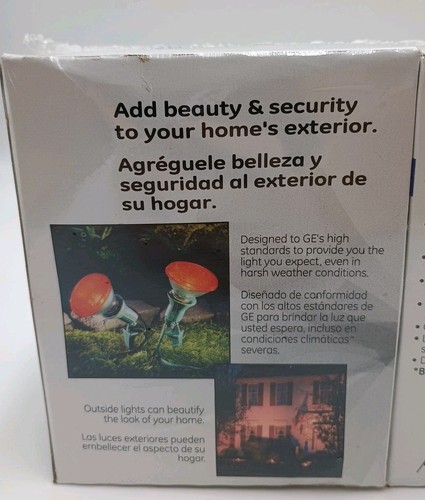 Add beauty & security
to your home's exterior.
Agréguele belleza y
seguridad al exterior de
su hogar.
Designed to GE's high
standards to provide you the
light you expect, even in
harsh weather conditions.
Diseñado de conformidad
con los altos estándares de
GE para brindar la luz que
usted espera, incluso en
condiciones climáticas
severas.
Outside lights can beautify
the look of your home.
Las luces exteriores pueden
embellecer el aspecto de su
hogar.